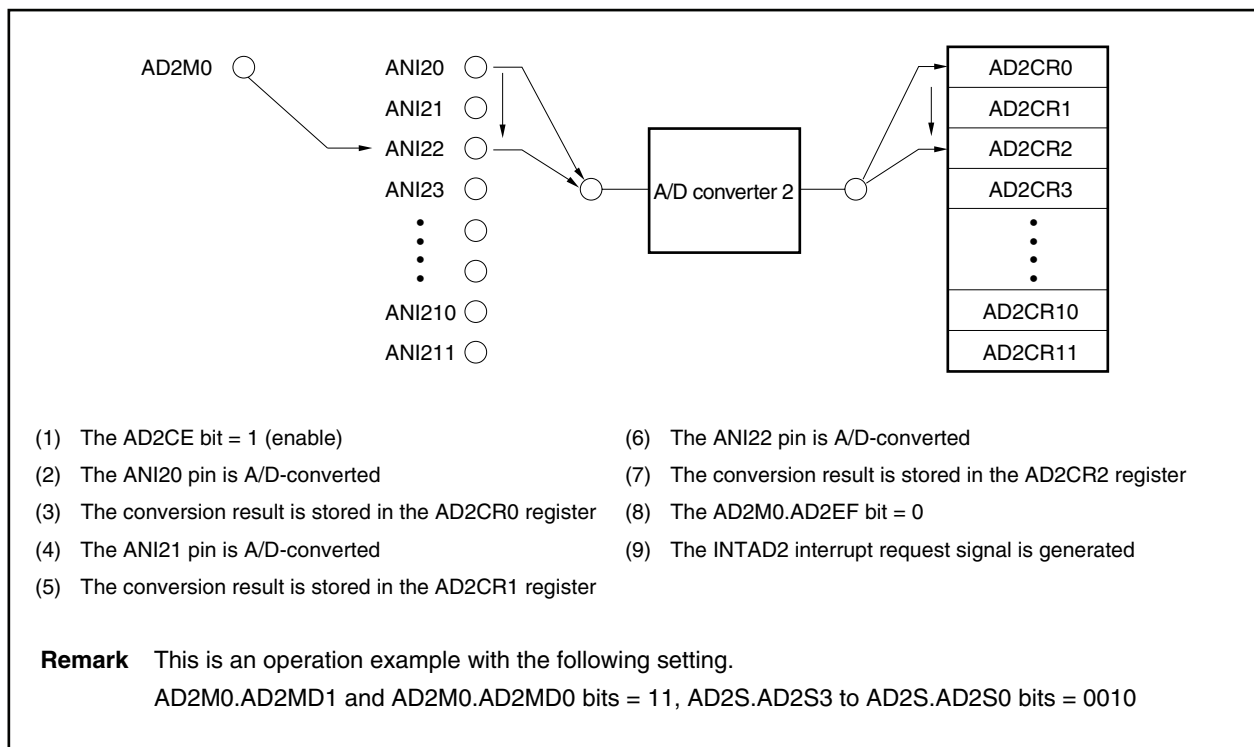 AD2M0
ANI20
ANI21
ANI22
ANI23
ANI210
ANI211
A/D converter 2
AD2CR0
AD2CR1
AD2CR2
AD2CR3
AD2CR10
AD2CR11
(1) The AD2CE bit = 1 (enable)
(2) The ANI20 pin is A/D-converted
(3) The conversion result is stored in the AD2CR0 register
(4) The ANI21 pin is A/D-converted
(5) The conversion result is stored in the AD2CR1 register
(6) The ANI22 pin is A/D-converted
(7) The conversion result is stored in the AD2CR2 register
(8) The AD2M0.AD2EF bit = 0
(9) The INTAD2 interrupt request signal is generated
Remark This is an operation example with the following setting.
AD2M0.AD2MD1 and AD2M0.AD2MD0 bits = 11, AD2S.AD2S3 to AD2S.AD2S0 bits = 0010